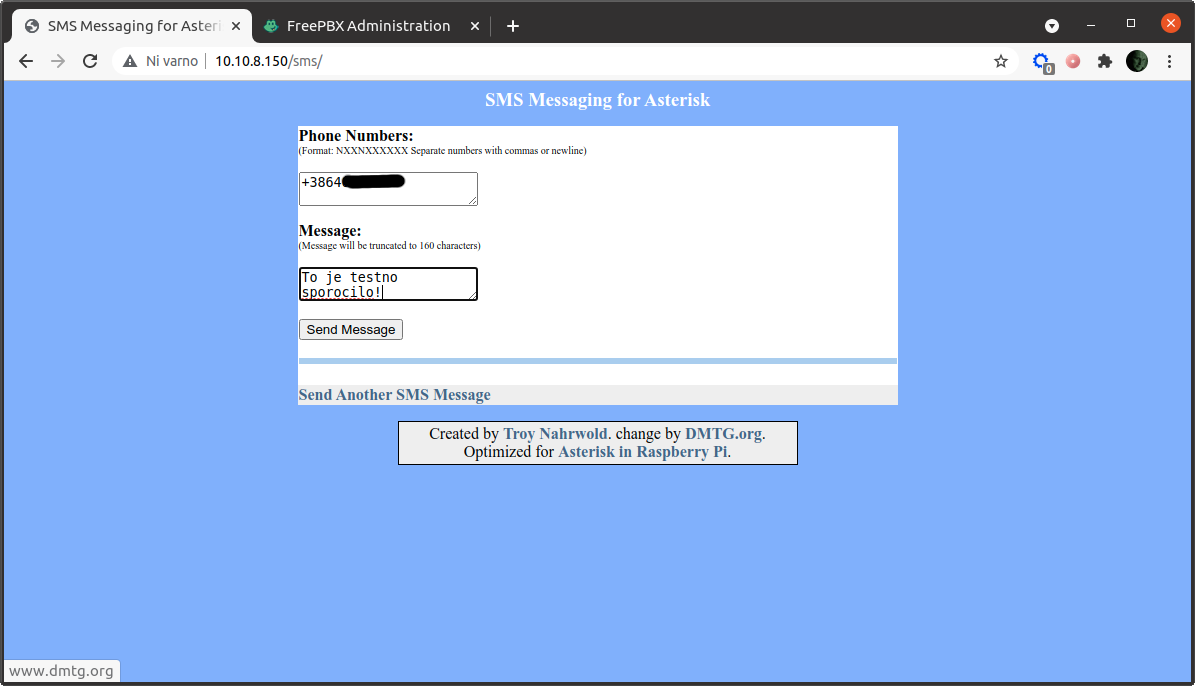 SMS Messaging for Asteri
FreePBX Administration
Ni varno
10.10.8.150/sms/
0
SMS Messaging for Asterisk
Phone Numbers:
(Format: NXXNXXXXXX Separate numbers with commas or newline)
+3864
Message:
(Message will be truncated to 160 characters)
To je testno
sporocilo!
Send Message
Send Another SMS Message
Created by Troy Nahrwold. change by DMTG.org.
Optimized for Asterisk in Raspberry Pi.
www.dmtg.org